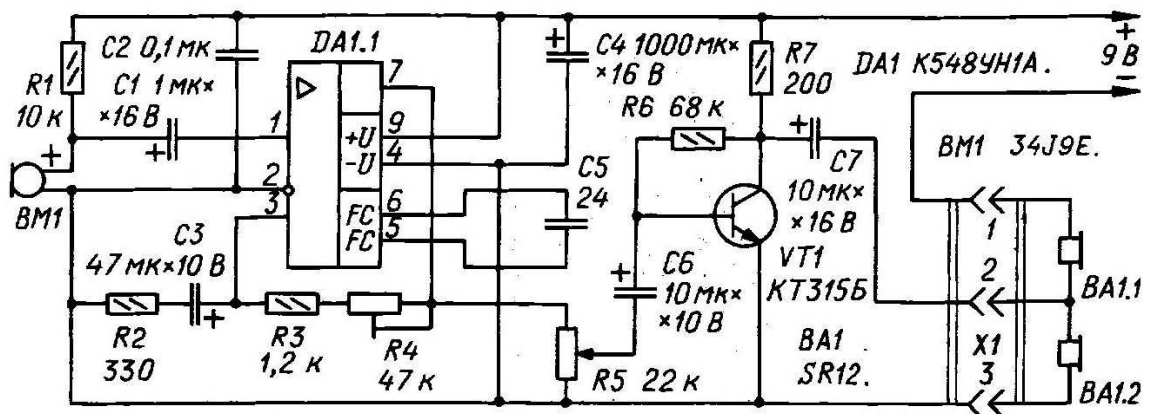 C2 0,1 мк
C1 1 мк×
×16 В
R1
10 к
DA1.1
1
2
3
7
+U 9
-U 4
FC 6
FC 5
C4 1000 мк×
×16 В
R7
200
DA1 К548УН1А.
+
9 В
−
R6 68 к
BM1 34J9E.
C5
24
C7
10 мк×
×16 В
BM1
C3
47 мк×10 В
C6
10 мк×
×10 В
VT1
КТ315Б
1
2
X1
3
BA1.1
BA1.2
R2
330
R3
1,2 к
R4
47 к
R5 22 к
BA1
SR12.